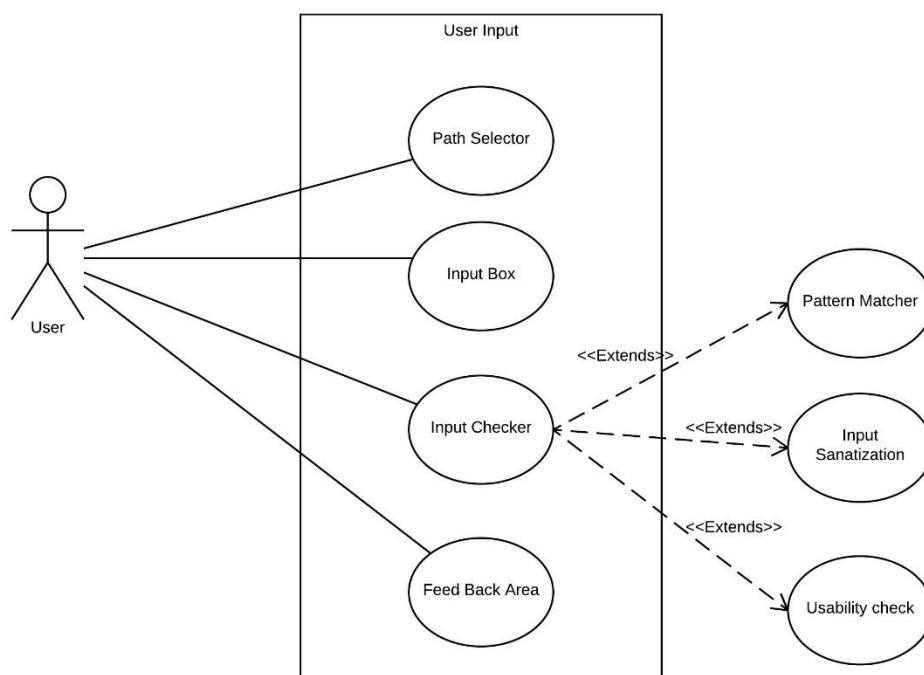 User Input
Path Selector
User
Input Box
Input Checker
Feed Back Area
<<Extends>>
<<Extends>>
<<Extends>>
Pattern Matcher
Input
Sanatization
Usability check